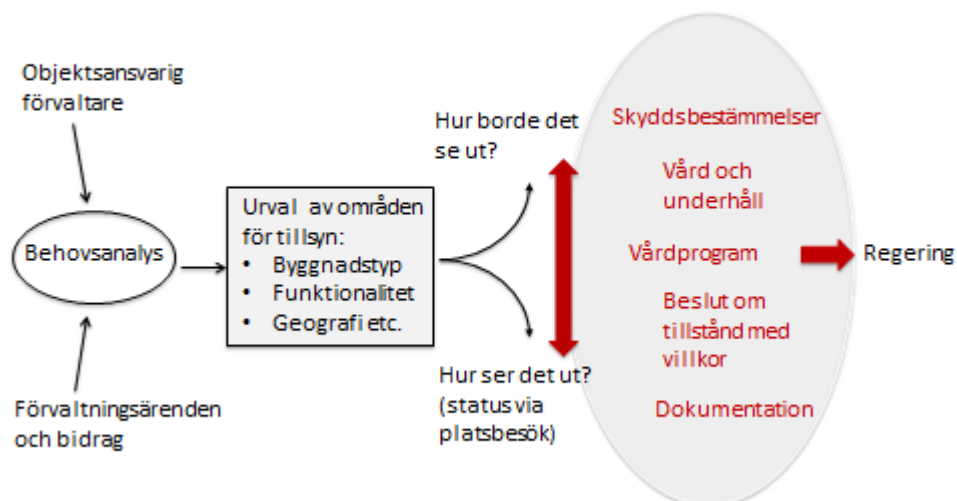 Objektsansvarig
förvaltare
Behovsanalys
Förvaltningsärenden
och bidrag
Urval av områden
för tillsyn:
• Byggnadstyp
• Funktionalitet
• Geografi etc.
Hur borde det
se ut?
Hur ser det ut?
(status via
platsbesök)
Skyddsbestämmelser
Vård och
underhåll
Vårdprogram
Beslut om
tillstånd med
villkor
Dokumentation
Regering